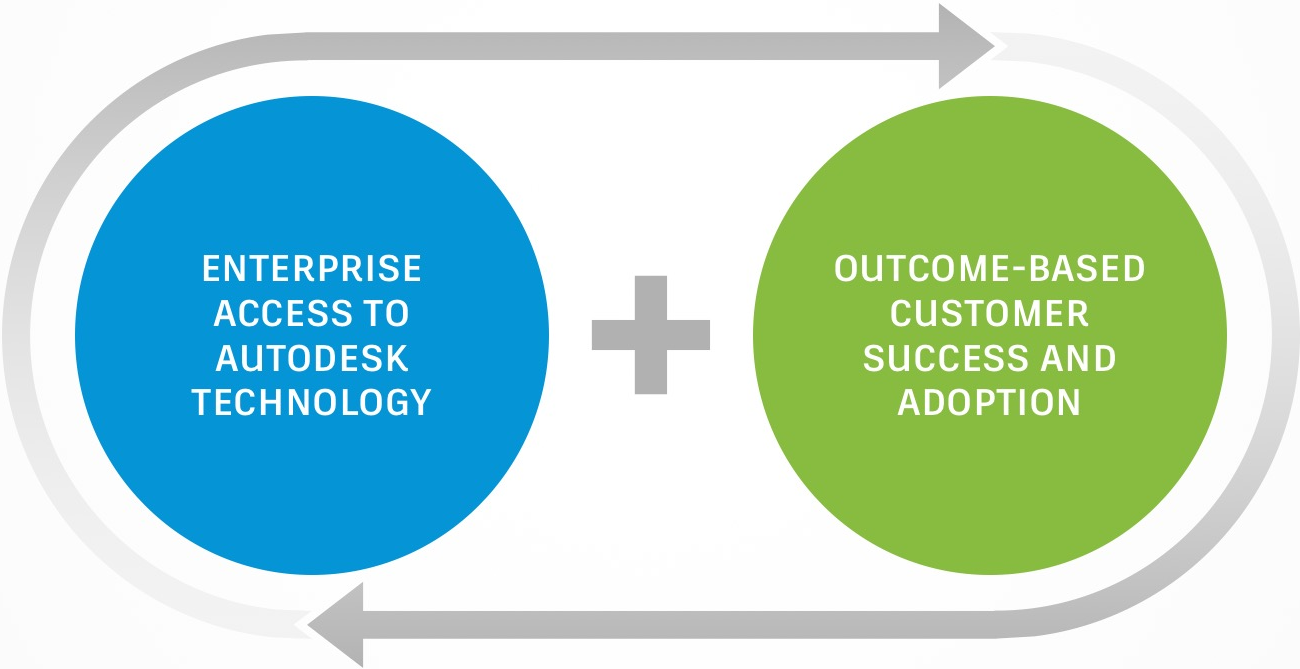 ENTERPRISE
ACCESS TO
AUTODESK
TECHNOLOGY
OUTCOME-BASED
CUSTOMER
SUCCESS AND
ADOPTION